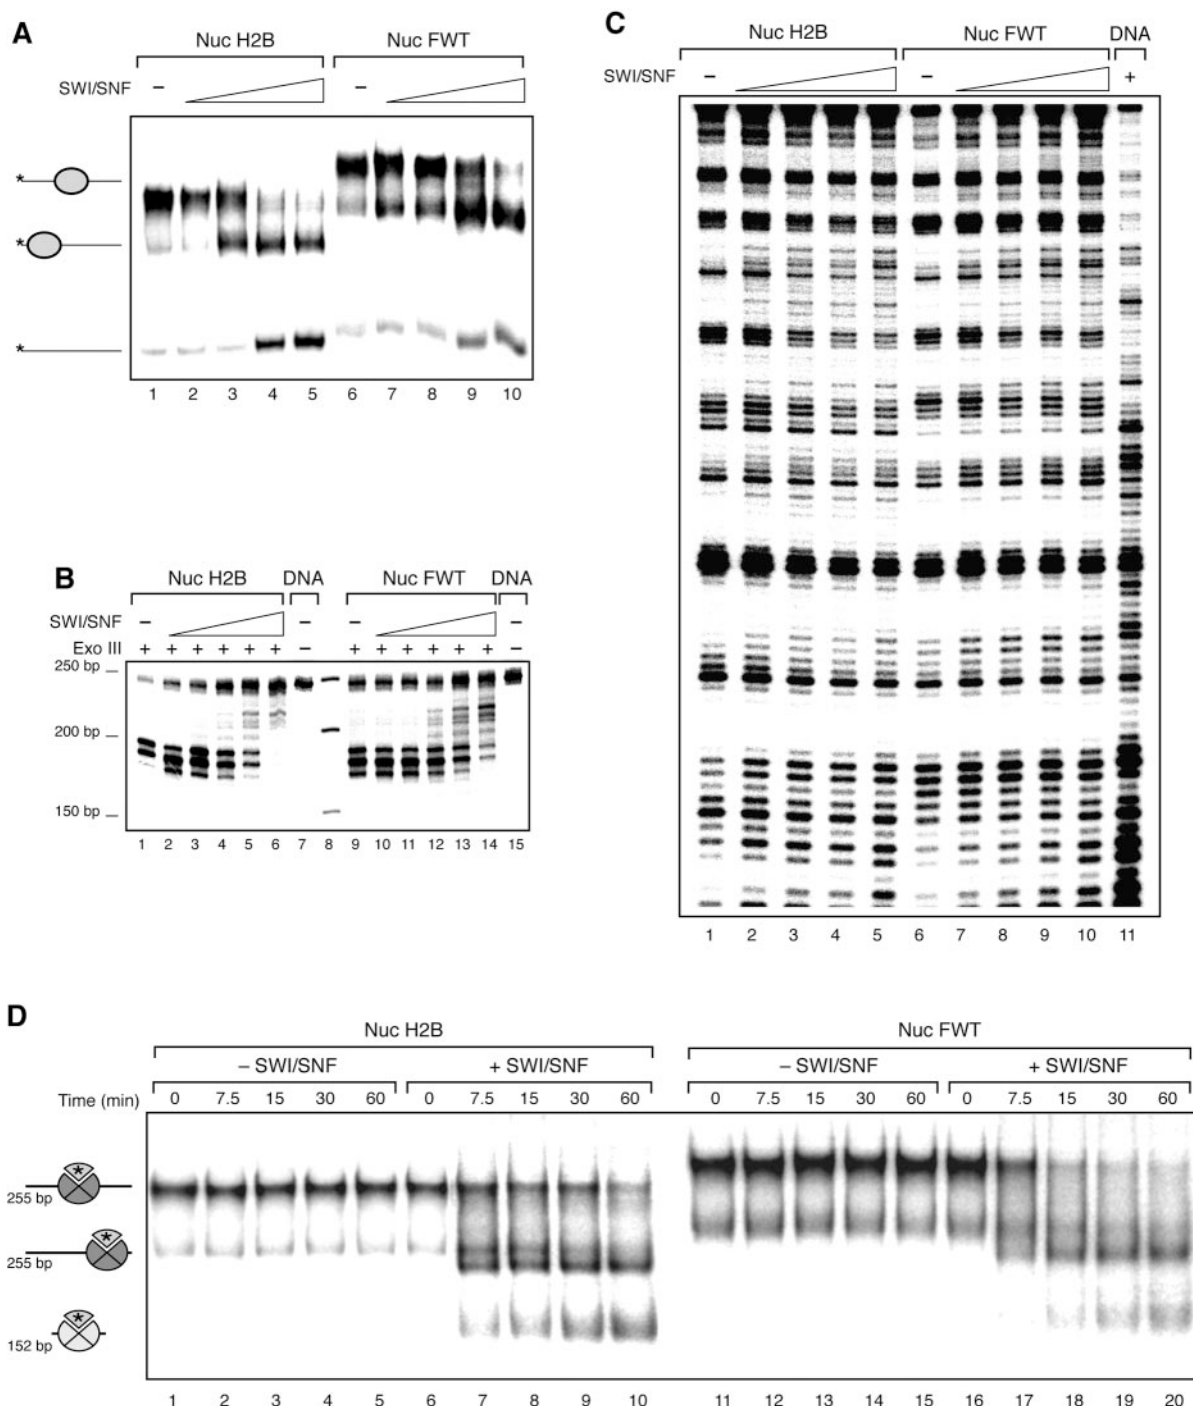 A
Nuc H2B Nuc FWT
SWI/SNF – –
*
*
*
1 2 3 4 5 6 7 8 9 10
B
Nuc H2B DNA Nuc FWT DNA
SWI/SNF – – – –
Exo III + + + + + + – + + + + + + –
250 bp
200 bp
150 bp
1 2 3 4 5 6 7 8 9 10 11 12 13 14 15
C
Nuc H2B Nuc FWT DNA
SWI/SNF – – +
1 2 3 4 5 6 7 8 9 10 11
D
Nuc H2B Nuc FWT
– SWI/SNF + SWI/SNF – SWI/SNF + SWI/SNF
Time (min) 0 7.5 15 30 60 0 7.5 15 30 60 0 7.5 15 30 60 0 7.5 15 30 60
*
255 bp
*
255 bp
*
152 bp
1 2 3 4 5 6 7 8 9 10 11 12 13 14 15 16 17 18 19 20